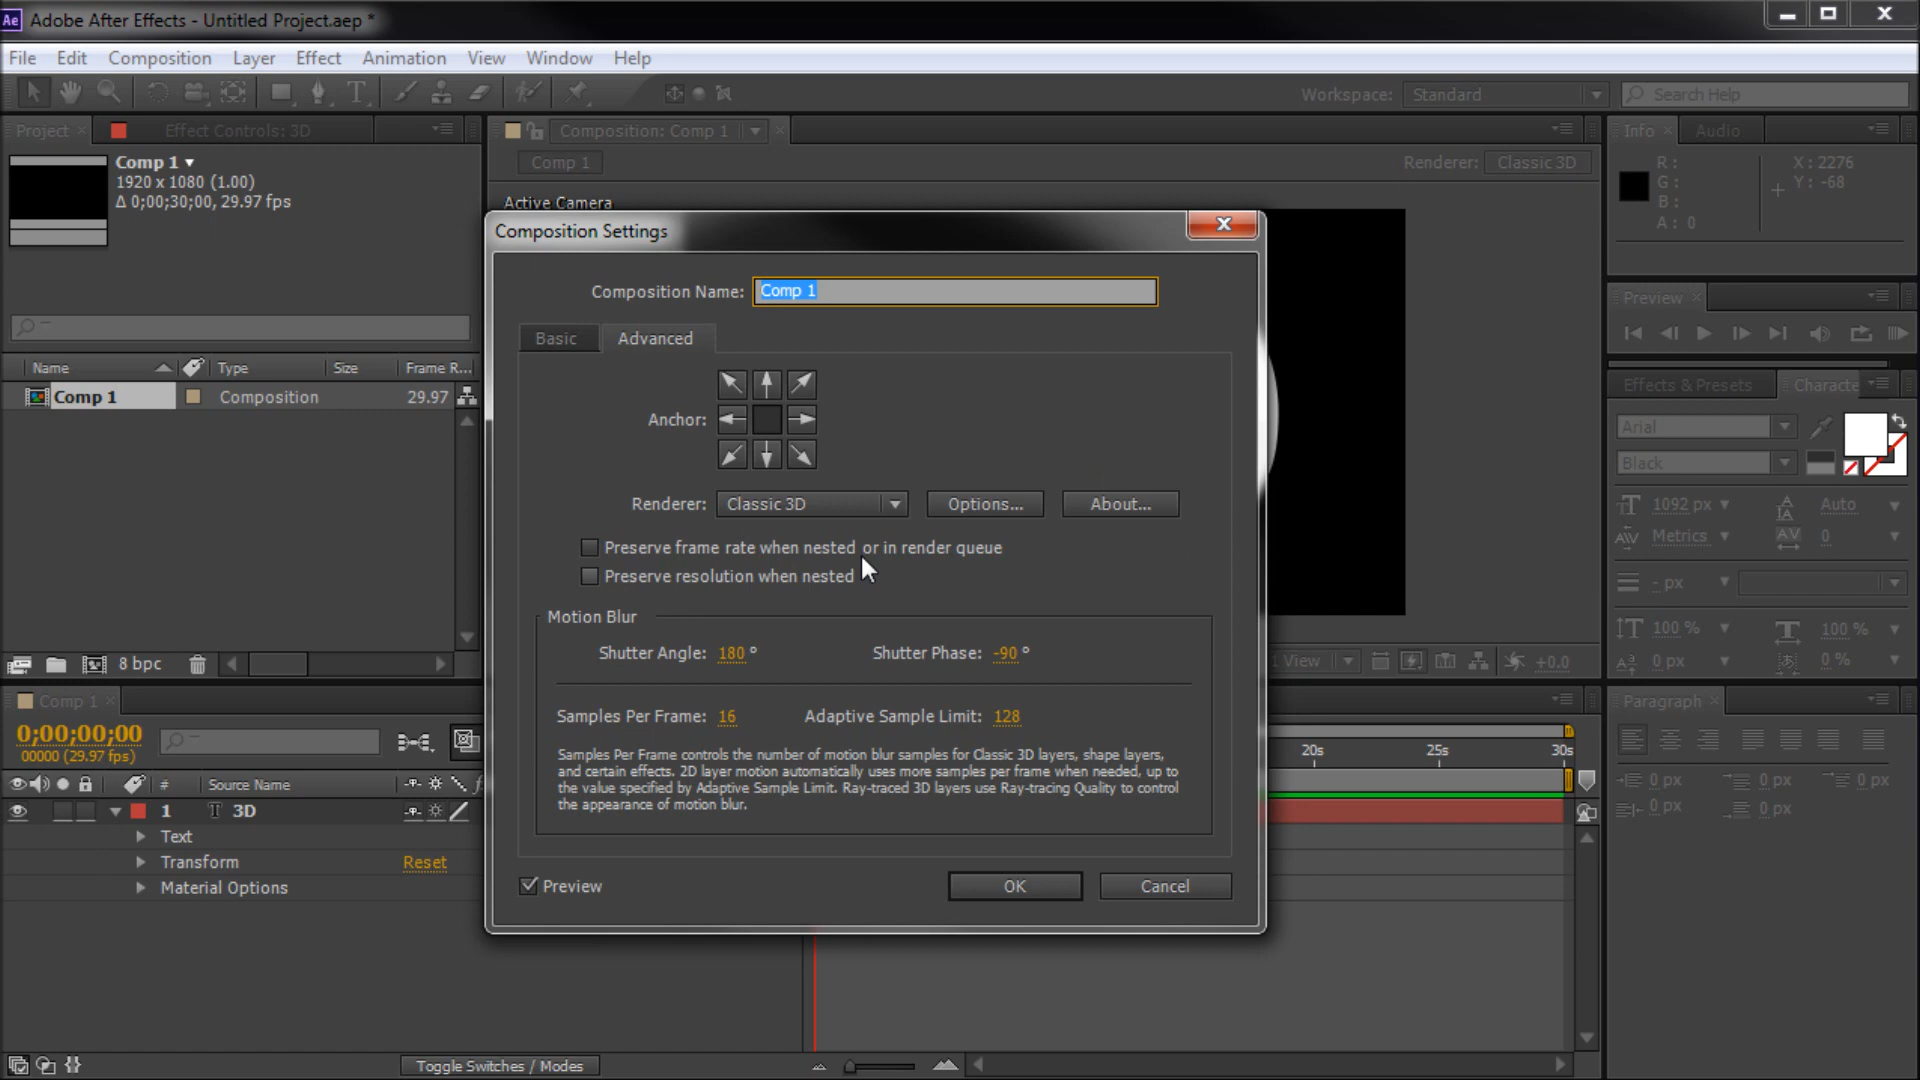 Ae Adobe After Effects - Untitled Project.aep *
File Edit Composition Layer Effect Animation View Window Help
T Workspace: Standard Search Help
Project × Effect Controls: 3D Composition: Comp 1 × Info × Audio
Comp 1
1920 x 1080 (1.00)
Δ 0;00;30;00, 29.97 fps
Comp 1 Renderer: Classic 3D
Active Camera
R :
G :
B :
A : 0
X : 2276
Y : -68
Composition Settings
Composition Name: Comp 1
Basic Advanced
Anchor:
Renderer: Classic 3D Options... About...
Preserve frame rate when nested or in render queue
Preserve resolution when nested
Motion Blur
Shutter Angle: 180 ° Shutter Phase: -90 °
Samples Per Frame: 16 Adaptive Sample Limit: 128
Samples Per Frame controls the number of motion blur samples for Classic 3D layers, shape layers,
and certain effects. 2D layer motion automatically uses more samples per frame when needed, up to
the value specified by Adaptive Sample Limit. Ray-traced 3D layers use Ray-tracing Quality to control
the appearance of motion blur.
Preview OK Cancel
Name Type Size Frame R...
Comp 1 Composition 29.97
8 bpc
Preview ×
Effects & Presets Characte
Arial
Black
1092 px Auto
Metrics 0
- px
100 % 100 %
0 px 0 %
1 View +0.0
Comp 1 ×
0;00;00;00
00000 (29.97 fps)
20s 25s 30s
# Source Name
1 T 3D
Text
Transform Reset
Material Options
Paragraph ×
0 px 0 px 0 px
0 px 0 px
Toggle Switches / Modes